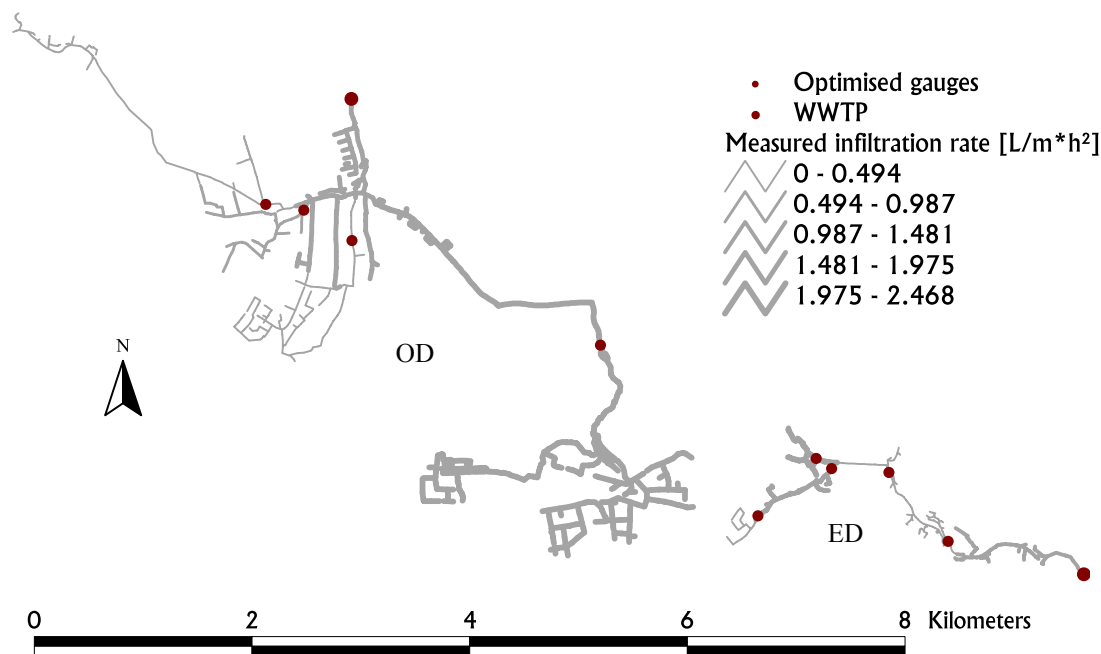 Optimised gauges
WWTP
Measured infiltration rate [L/m*h²]
0 - 0.494
0.494 - 0.987
0.987 - 1.481
1.481 - 1.975
1.975 - 2.468
N
OD
ED
0 2 4 6 8 Kilometers